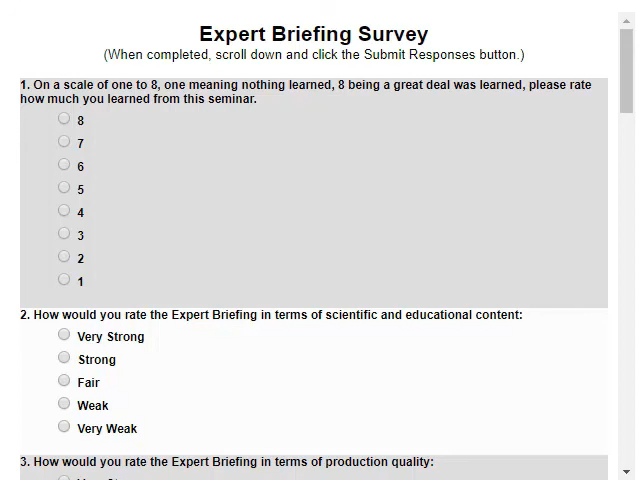 Expert Briefing Survey
(When completed, scroll down and click the Submit Responses button.)
1. On a scale of one to 8, one meaning nothing learned, 8 being a great deal was learned, please rate
how much you learned from this seminar.
8
7
6
5
4
3
2
1
2. How would you rate the Expert Briefing in terms of scientific and educational content:
Very Strong
Strong
Fair
Weak
Very Weak
3. How would you rate the Expert Briefing in terms of production quality: